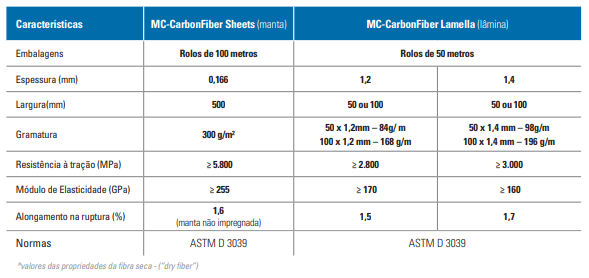 Características MC-CarbonFiber Sheets (manta) MC-CarbonFiber Lamella (lâmina)
Embalagens Rolos de 100 metros Rolos de 50 metros
Espessura (mm) 0,166 1,2 1,4
Largura(mm) 500 50 ou 100 50 ou 100
Gramatura 300 g/m² 50 x 1,2mm – 84g/ m 50 x 1,4 mm – 98g/m
100 x 1,2 mm – 168 g/m 100 x 1,4 mm – 196 g/m
Resistência à tração (MPa) ≥ 5.800 ≥ 2.800 ≥ 3.000
Módulo de Elasticidade (GPa) ≥ 255 ≥ 170 ≥ 160
Alongamento na ruptura (%) 1,6 1,5 1,7
(manta não impregnada)
Normas ASTM D 3039 ASTM D 3039
*valores das propriedades da fibra seca - ("dry fiber")